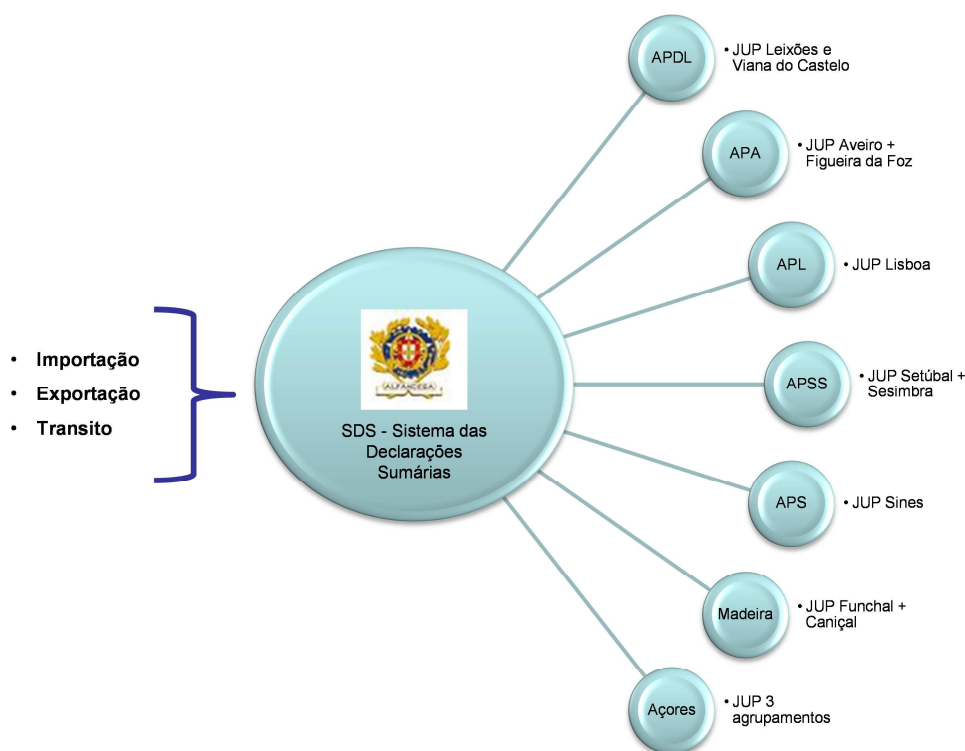 • Importação
• Exportação
• Transito
ALFANDEGA
SDS - Sistema das
Declarações
Sumárias
APDL
• JUP Leixões e
Viana do Castelo
APA
• JUP Aveiro +
Figueira da Foz
APL
• JUP Lisboa
APSS
• JUP Setúbal +
Sesimbra
APS
• JUP Sines
Madeira
• JUP Funchal +
Caniçal
Açores
• JUP 3
agrupamentos